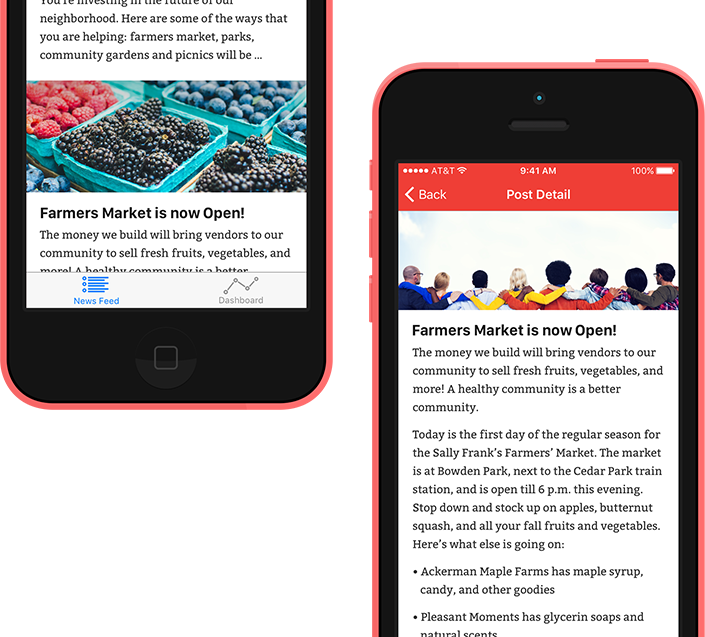 You're investing in the future of our
neighborhood. Here are some of the ways that
you are helping: farmers market, parks,
community gardens and picnics will be ...
Farmers Market is now Open!
The money we build will bring vendors to our
community to sell fresh fruits, vegetables, and
more! A healthy community is a better
News Feed
Dashboard
AT&T
9:41 AM
100%
Back
Post Detail
Farmers Market is now Open!
The money we build will bring vendors to our
community to sell fresh fruits, vegetables, and
more! A healthy community is a better
community.
Today is the first day of the regular season for
the Sally Frank's Farmers' Market. The market
is at Bowden Park, next to the Cedar Park train
station, and is open till 6 p.m. this evening.
Stop down and stock up on apples, butternut
squash, and all your fall fruits and vegetables.
Here's what else is going on:
• Ackerman Maple Farms has maple syrup,
candy, and other goodies
• Pleasant Moments has glycerin soaps and
natural scents